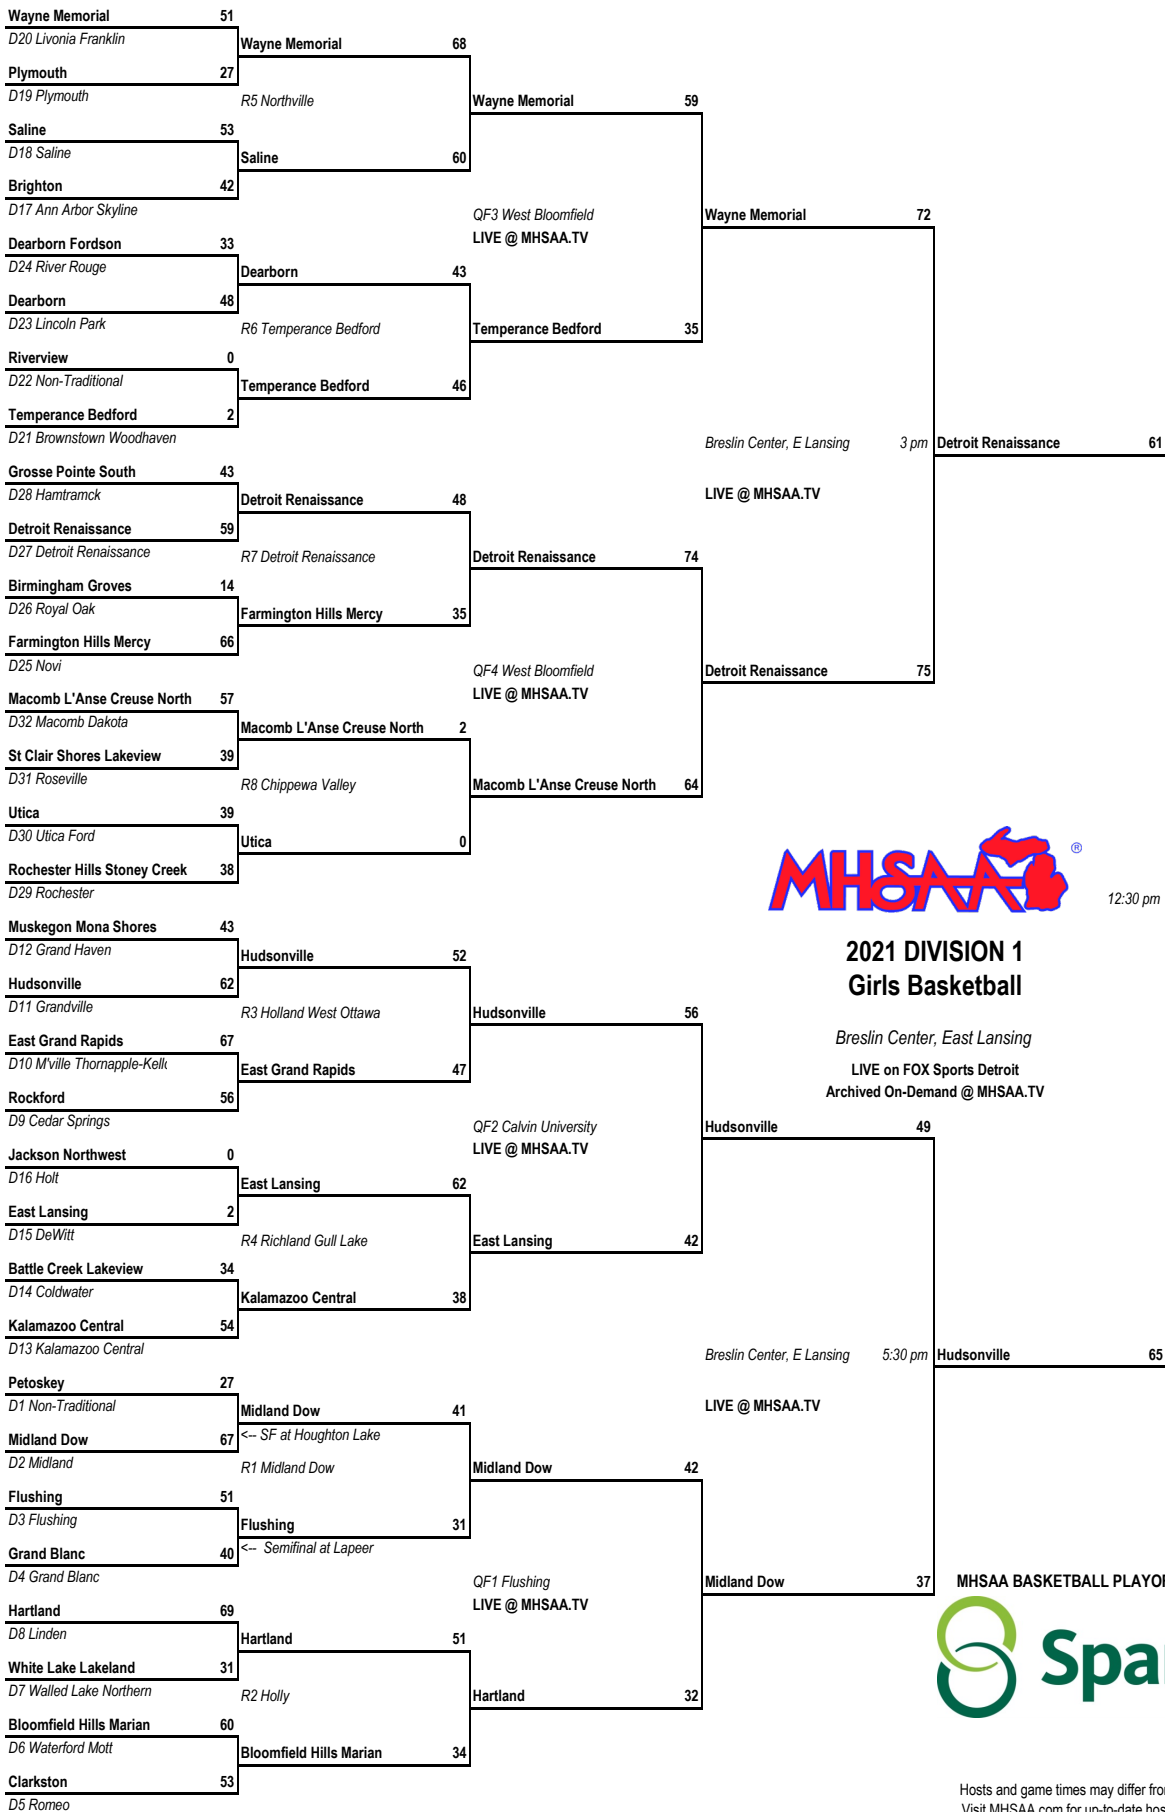 Wayne Memorial 51
D20 Livonia Franklin
Wayne Memorial 68
Plymouth 27
D19 Plymouth
R5 Northville
Wayne Memorial 59
Saline 53
D18 Saline
Saline 60
Brighton 42
D17 Ann Arbor Skyline
QF3 West Bloomfield
LIVE @ MHSAA.TV
Wayne Memorial 72
Dearborn Fordson 33
D24 River Rouge
Dearborn 43
Dearborn 48
D23 Lincoln Park
R6 Temperance Bedford
Temperance Bedford 35
Riverview 0
D22 Non-Traditional
Temperance Bedford 46
Temperance Bedford 2
D21 Brownstown Woodhaven
Breslin Center, E Lansing 3 pm
Detroit Renaissance 61
LIVE @ MHSAA.TV
Grosse Pointe South 43
D28 Hamtramck
Detroit Renaissance 48
Detroit Renaissance 59
D27 Detroit Renaissance
R7 Detroit Renaissance
Detroit Renaissance 74
Birmingham Groves 14
D26 Royal Oak
Farmington Hills Mercy 35
Farmington Hills Mercy 66
D25 Novi
QF4 West Bloomfield
LIVE @ MHSAA.TV
Detroit Renaissance 75
Macomb L'Anse Creuse North 57
D32 Macomb Dakota
Macomb L'Anse Creuse North 2
St Clair Shores Lakeview 39
D31 Roseville
R8 Chippewa Valley
Macomb L'Anse Creuse North 64
Utica 39
D30 Utica Ford
Utica 0
Rochester Hills Stoney Creek 38
D29 Rochester
MHSAA ®
12:30 pm
2021 DIVISION 1
Girls Basketball
Breslin Center, East Lansing
LIVE on FOX Sports Detroit
Archived On-Demand @ MHSAA.TV
Muskegon Mona Shores 43
D12 Grand Haven
Hudsonville 52
Hudsonville 62
D11 Grandville
R3 Holland West Ottawa
Hudsonville 56
East Grand Rapids 67
D10 M'ville Thornapple-Kell
East Grand Rapids 47
Rockford 56
D9 Cedar Springs
QF2 Calvin University
LIVE @ MHSAA.TV
Hudsonville 49
Jackson Northwest 0
D16 Holt
East Lansing 62
East Lansing 2
D15 DeWitt
R4 Richland Gull Lake
East Lansing 42
Battle Creek Lakeview 34
D14 Coldwater
Kalamazoo Central 38
Kalamazoo Central 54
D13 Kalamazoo Central
Breslin Center, E Lansing 5:30 pm
Hudsonville 65
LIVE @ MHSAA.TV
Petoskey 27
D1 Non-Traditional
Midland Dow 41
<-- SF at Houghton Lake
Midland Dow 67
D2 Midland
R1 Midland Dow
Midland Dow 42
Flushing 51
D3 Flushing
Flushing 31
<-- Semifinal at Lapeer
Grand Blanc 40
D4 Grand Blanc
QF1 Flushing
LIVE @ MHSAA.TV
Midland Dow 37
Hartland 69
D8 Linden
Hartland 51
White Lake Lakeland 31
D7 Walled Lake Northern
R2 Holly
Hartland 32
Bloomfield Hills Marian 60
D6 Waterford Mott
Bloomfield Hills Marian 34
Clarkston 53
D5 Romeo
MHSAA BASKETBALL
Hosts and game times may differ
Visit MHSAA.com for up-to-date